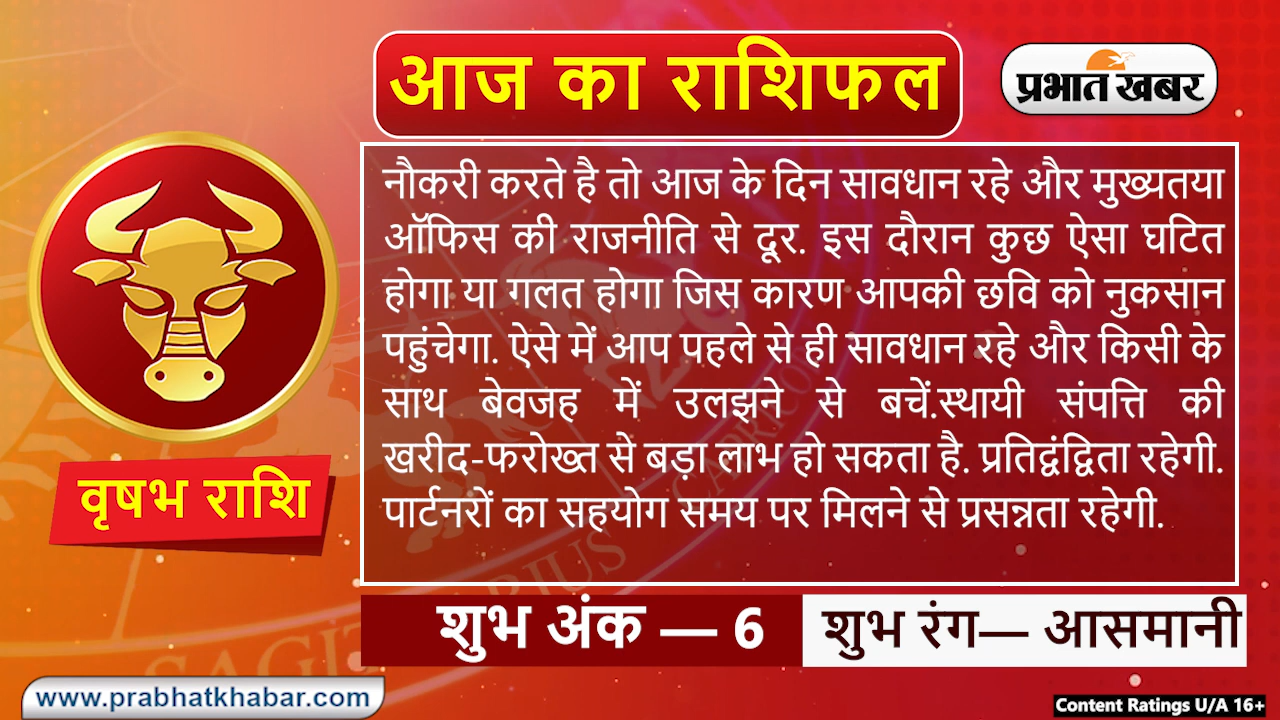 आज का राशिफल
प्रभात खबर
नौकरी करते है तो आज के दिन सावधान रहे और मुख्यतया
ऑफिस की राजनीति से दूर. इस दौरान कुछ ऐसा घटित
होगा या गलत होगा जिस कारण आपकी छवि को नुकसान
पहुंचेगा. ऐसे में आप पहले से ही सावधान रहे और किसी के
साथ बेवजह में उलझने से बचें.स्थायी संपत्ति की
खरीद-फरोख्त से बड़ा लाभ हो सकता है. प्रतिद्वंद्विता रहेगी.
पार्टनरों का सहयोग समय पर मिलने से प्रसन्नता रहेगी.
वृषभ राशि
शुभ अंक — 6
शुभ रंग— आसमानी
www.prabhatkhabar.com
Content Ratings U/A 16+